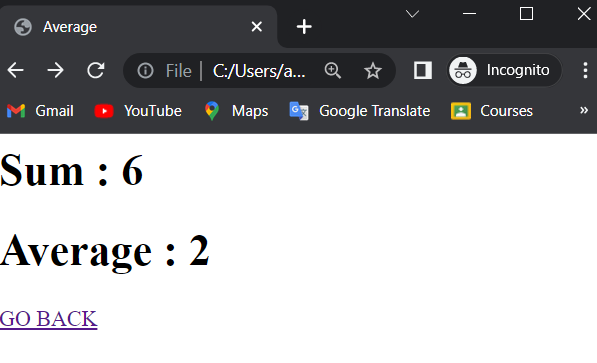 Average
File C:/Users/a... Incognito
Gmail YouTube Maps Google Translate Courses »
Sum : 6
Average : 2
GO BACK